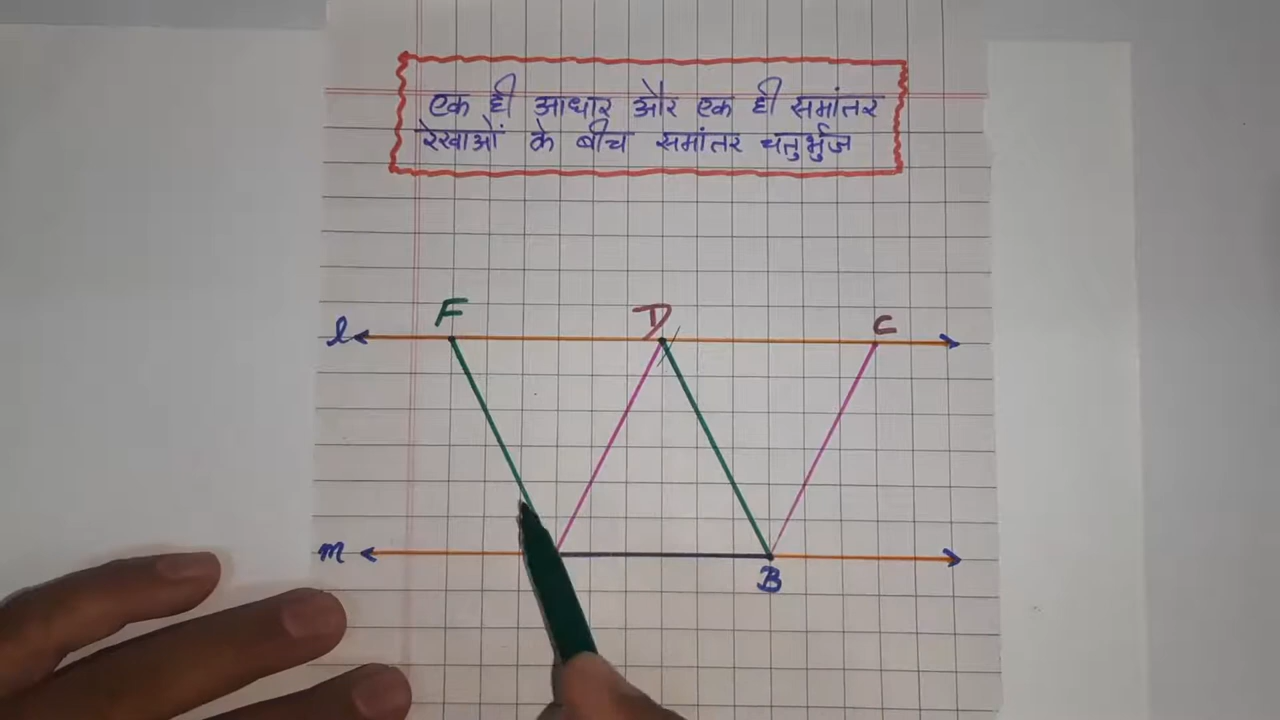 एक ही आधार और एक ही समांतर
रेखाओं के बीच समांतर चतुर्भुज
F D C
l
m
B